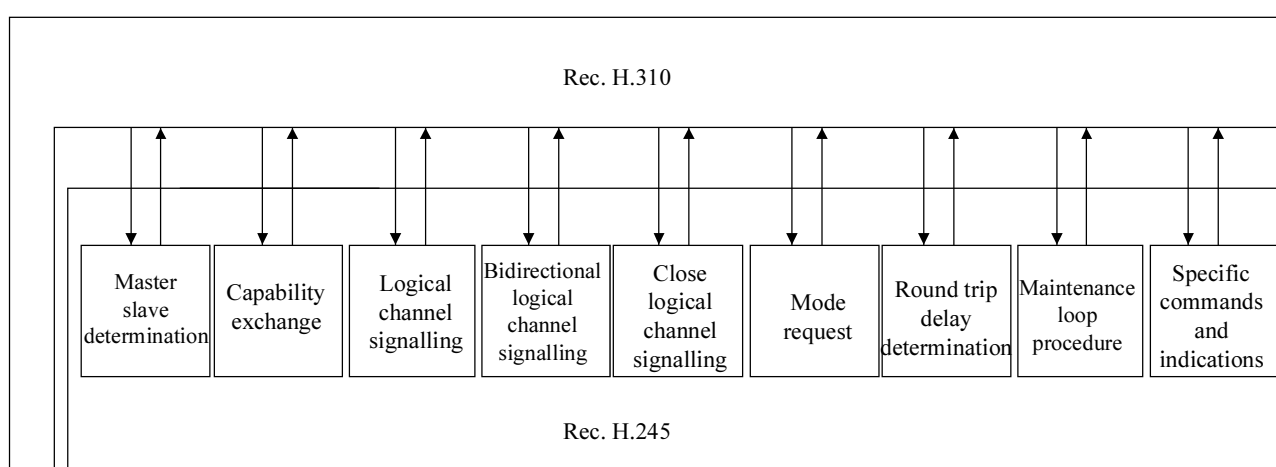 Rec. H.310
Master
slave
determination
Capability
exchange
Logical
channel
signalling
Bidirectional
logical
channel
signalling
Close
logical
channel
signalling
Mode
request
Round trip
delay
determination
Maintenance
loop
procedure
Specific
commands
and
indications
Rec. H.245